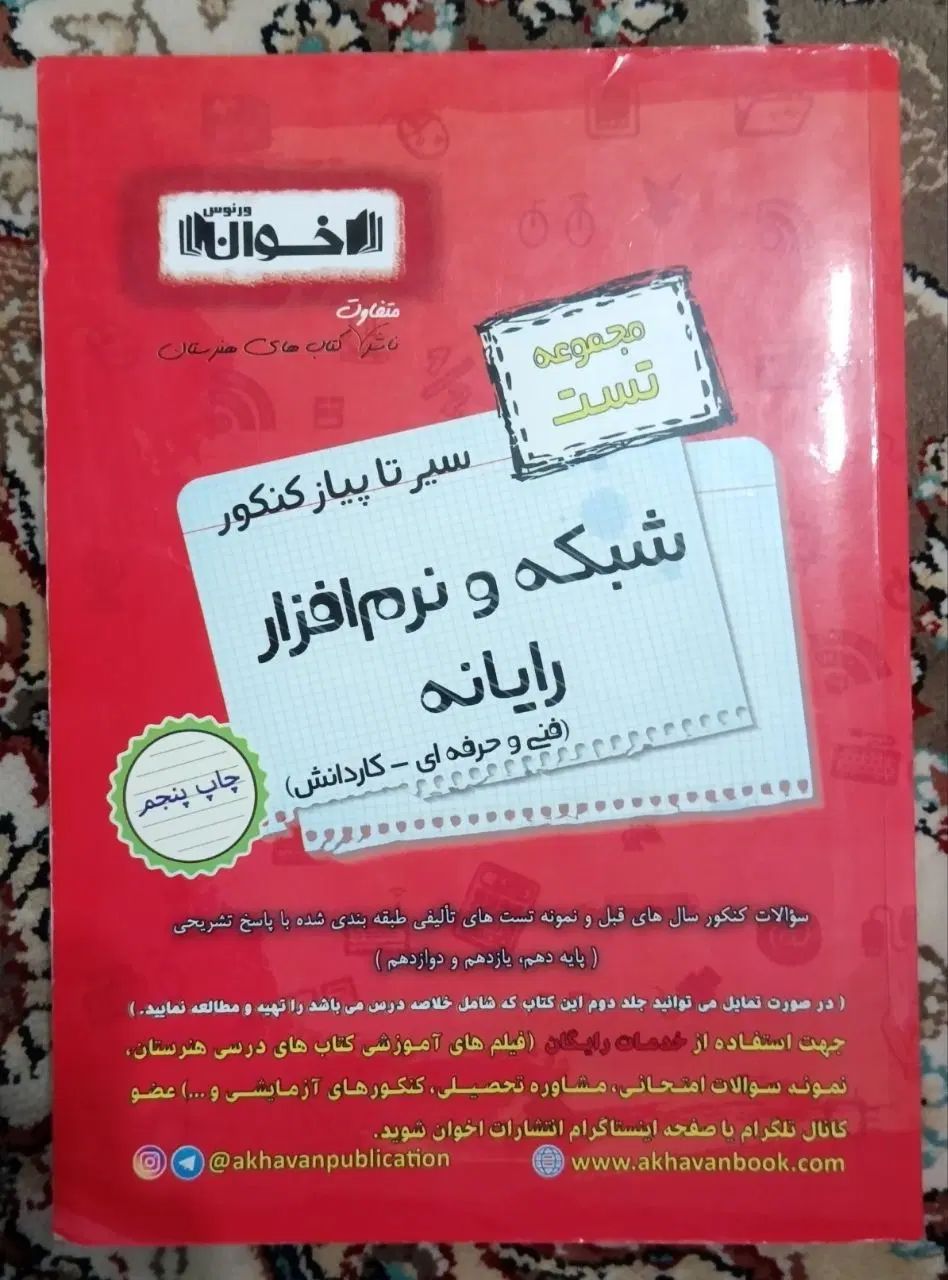 ورنوس
اخوان
متفاوت
ناشر کتاب های هنرستان
مجموعه
تست
سیر تا پیاز کنکور
شبکه و نرم‌افزار
رایانه
(فنی و حرفه ای - کاردانش)
چاپ پنجم
سؤالات کنکور سال های قبل و نمونه تست های تألیفی طبقه بندی شده با پاسخ تشریحی
( پایه دهم، یازدهم و دوازدهم )
( در صورت تمایل می توانید جلد دوم این کتاب که شامل خلاصه درس می باشد را تهیه و مطالعه نمایید. )
جهت استفاده از خدمات رایگان (فیلم های آموزشی کتاب های درسی هنرستان،
نمونه سوالات امتحانی، مشاوره تحصیلی، کنکورهای آزمایشی و ...) عضو
کانال تلگرام یا صفحه اینستاگرام انتشارات اخوان شوید.
@akhavanpublication www.akhavanbook.com